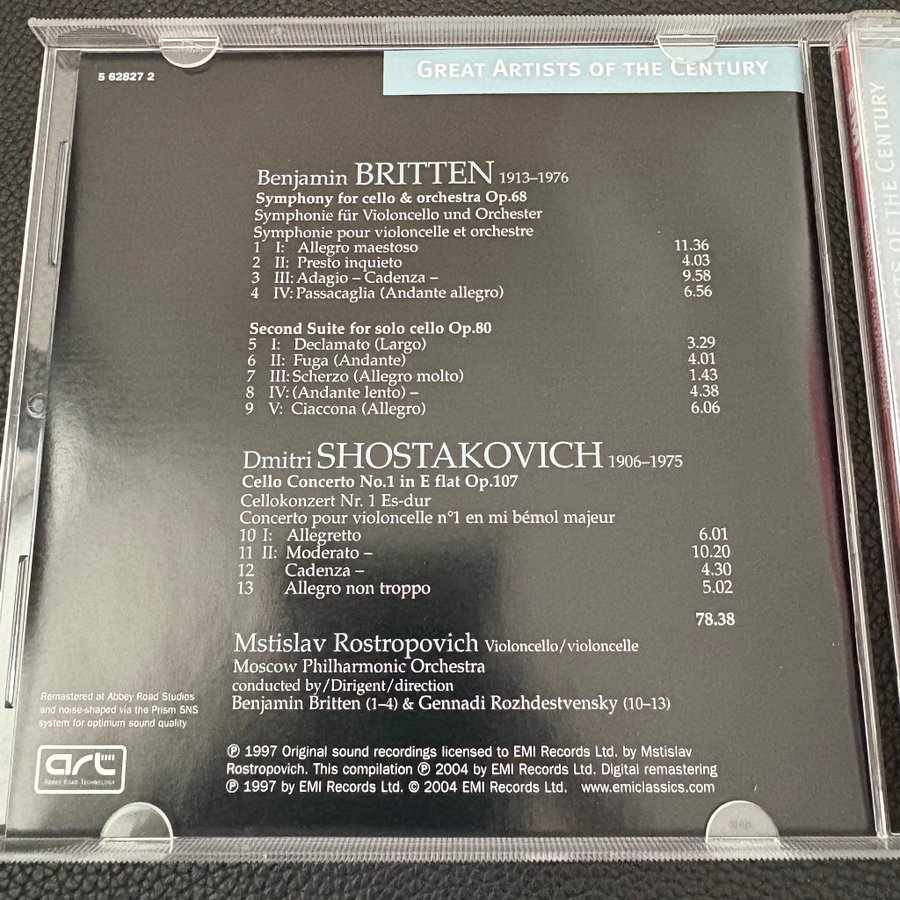 5 62827 2
GREAT ARTISTS OF THE CENTURY
Benjamin BRITTEN 1913–1976
Symphony for cello & orchestra Op.68
Symphonie für Violoncello und Orchester
Symphonie pour violoncelle et orchestre
1 I: Allegro maestoso 11.36
2 II: Presto inquieto 4.03
3 III: Adagio – Cadenza – 9.58
4 IV: Passacaglia (Andante allegro) 6.56
Second Suite for solo cello Op.80
5 I: Declamato (Largo) 3.29
6 II: Fuga (Andante) 4.01
7 III: Scherzo (Allegro molto) 1.43
8 IV: (Andante lento) – 4.38
9 V: Ciaccona (Allegro) 6.06
Dmitri SHOSTAKOVICH 1906–1975
Cello Concerto No.1 in E flat Op.107
Cellokonzert Nr. 1 Es-dur
Concerto pour violoncelle n°1 en mi bémol majeur
10 I: Allegretto 6.01
11 II: Moderato – 10.20
12 Cadenza – 4.30
13 Allegro non troppo 5.02
78.38
Mstislav Rostropovich Violoncello/violoncelle
Moscow Philharmonic Orchestra
conducted by/Dirigent/direction
Benjamin Britten (1–4) & Gennadi Rozhdestvensky (10–13)
Remastered at Abbey Road Studios
and noise-shaped via the Prism SNS
system for optimum sound quality
art
ABBEY ROAD TECHNOLOGY
℗ 1997 Original sound recordings licensed to EMI Records Ltd. by Mstislav
Rostropovich. This compilation ℗ 2004 by EMI Records Ltd. Digital remastering
℗ 1997 by EMI Records Ltd. © 2004 EMI Records Ltd. www.emiclassics.com
OF THE CENTURY